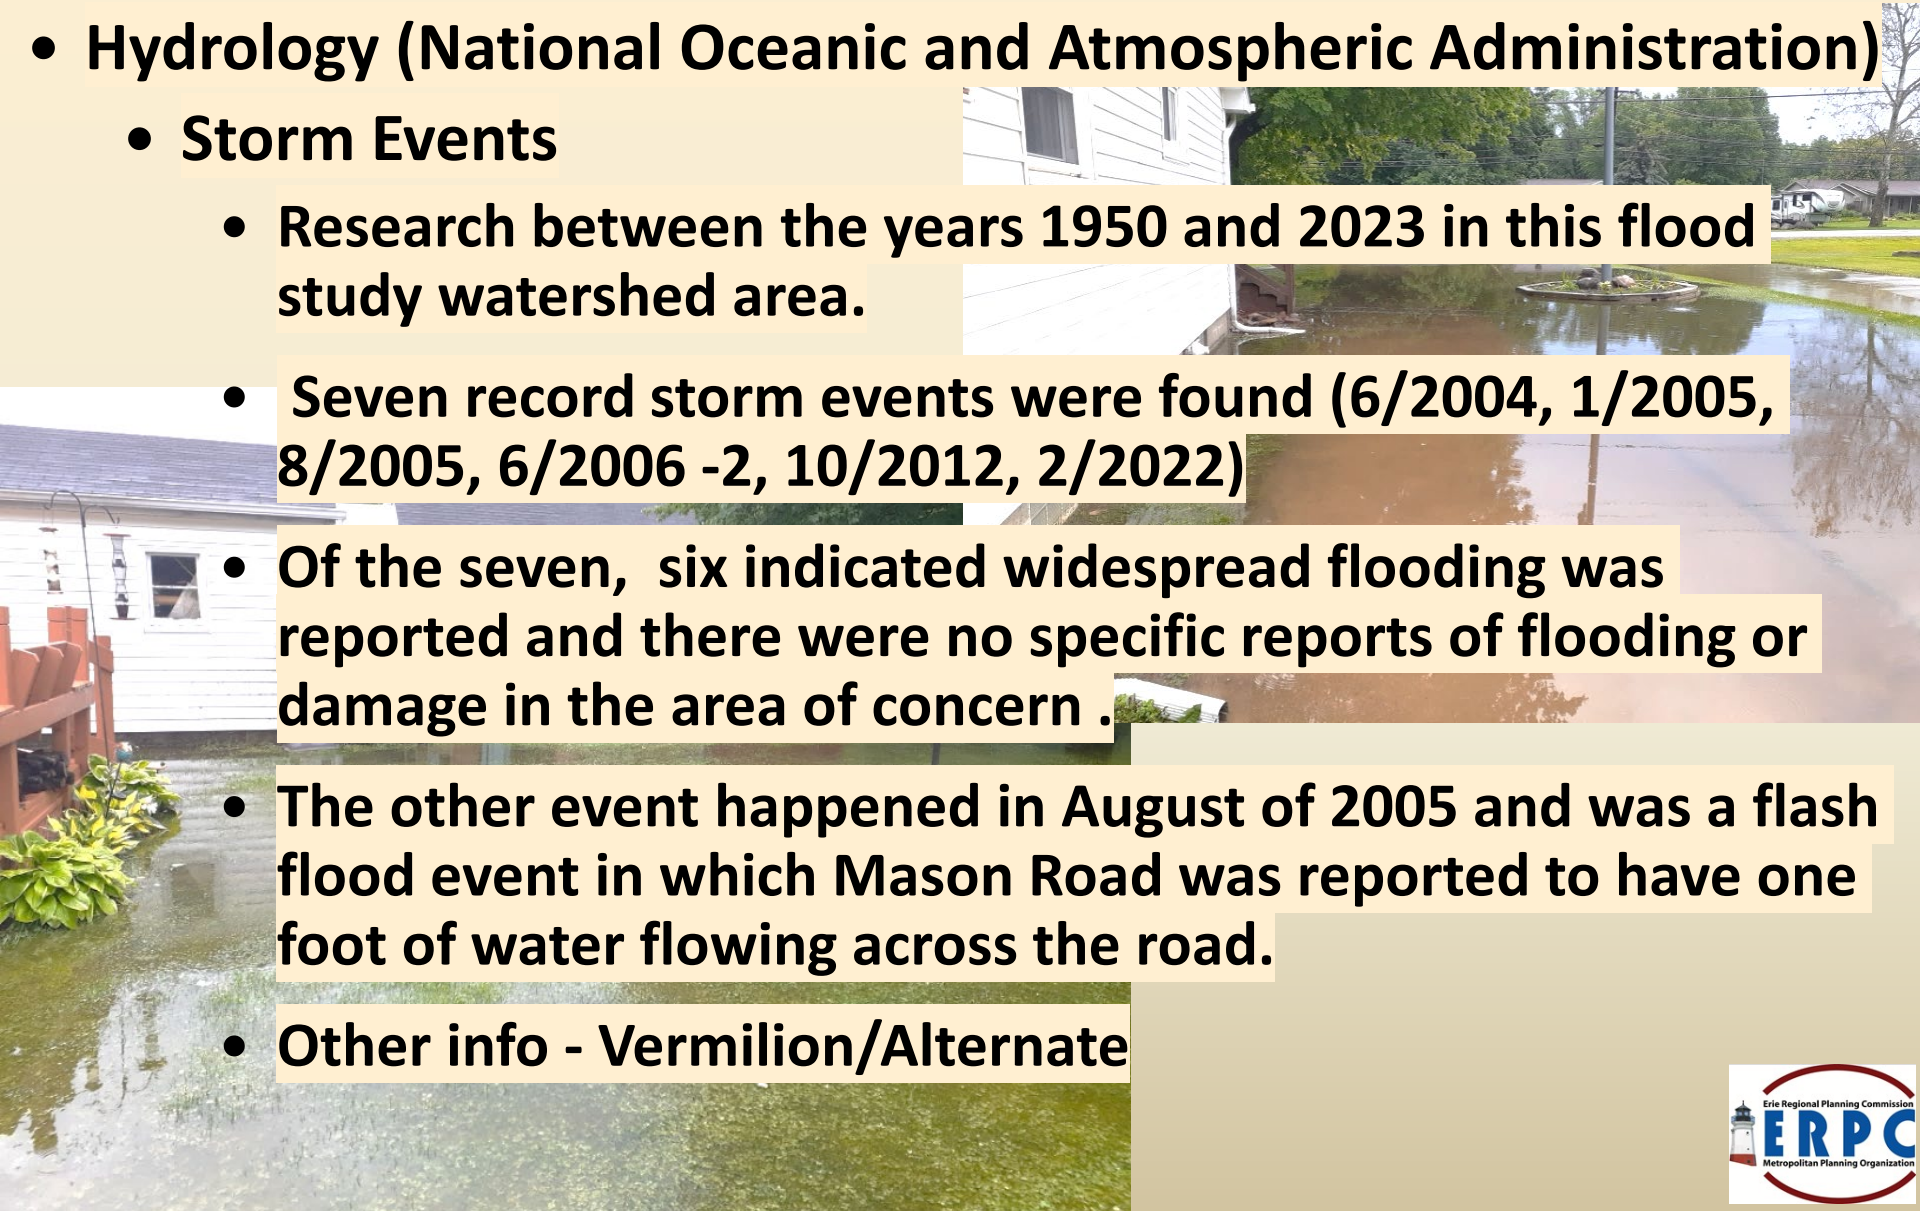 • Hydrology (National Oceanic and Atmospheric Administration)
• Storm Events
• Research between the years 1950 and 2023 in this flood
study watershed area.
• Seven record storm events were found (6/2004, 1/2005,
8/2005, 6/2006 -2, 10/2012, 2/2022)
• Of the seven,  six indicated widespread flooding was
reported and there were no specific reports of flooding or
damage in the area of concern .
• The other event happened in August of 2005 and was a flash
flood event in which Mason Road was reported to have one
foot of water flowing across the road.
• Other info - Vermilion/Alternate
Erie Regional Planning Commission
ERPC
Metropolitan Planning Organization